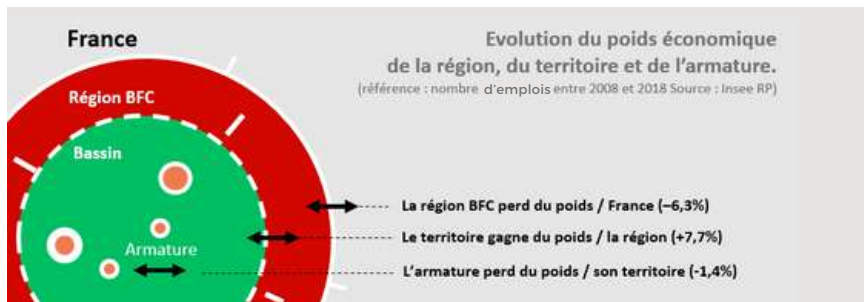 France
Evolution du poids économique
de la région, du territoire et de l'armature.
(référence : nombre d'emplois entre 2008 et 2018 Source : Insee RP)
Région BFC
Bassin
Armature
La région BFC perd du poids / France (–6,3%)
Le territoire gagne du poids / la région (+7,7%)
L'armature perd du poids / son territoire (-1,4%)